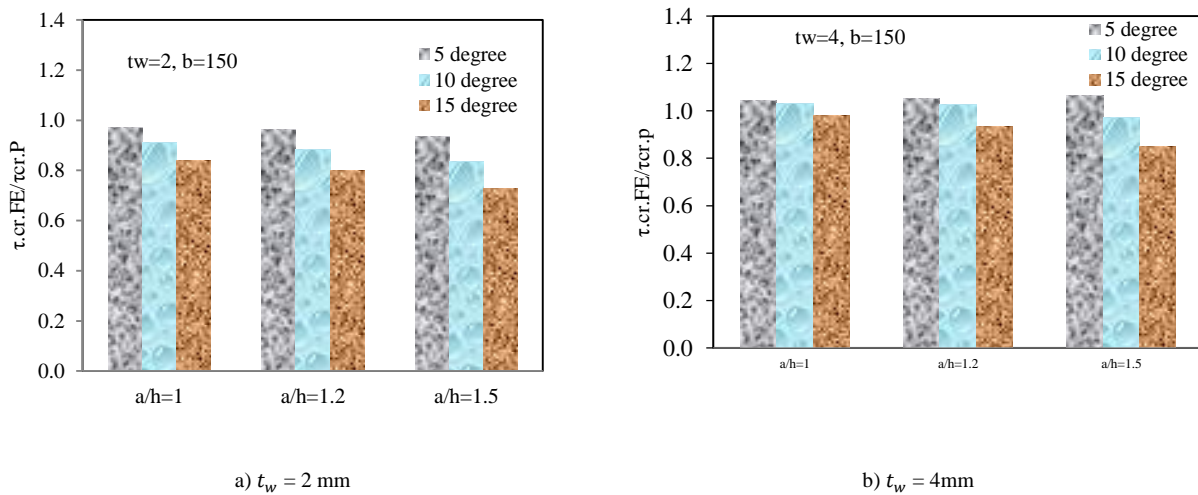 τ.cr.FE/τcr.P
1.4
1.2
1.0
0.8
0.6
0.4
0.2
0.0
tw=2, b=150
5 degree
10 degree
15 degree
a/h=1 a/h=1.2 a/h=1.5
a) t_w = 2 mm
τ.cr.FE/τcr.p
1.4
1.2
1.0
0.8
0.6
0.4
0.2
0.0
tw=4, b=150
5 degree
10 degree
15 degree
a/h=1 a/h=1.2 a/h=1.5
b) t_w = 4mm